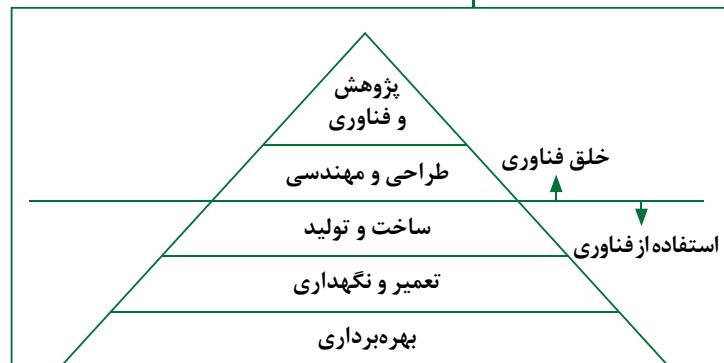 پژوهش
و فناوری
طراحی و مهندسی
خلق فناوری
ساخت و تولید
استفاده از فناوری
تعمیر و نگهداری
بهره‌برداری